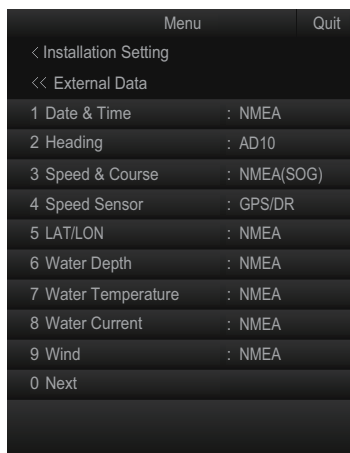 Menu Quit
< Installation Setting
<< External Data
1 Date & Time : NMEA
2 Heading : AD10
3 Speed & Course : NMEA(SOG)
4 Speed Sensor : GPS/DR
5 LAT/LON : NMEA
6 Water Depth : NMEA
7 Water Temperature : NMEA
8 Water Current : NMEA
9 Wind : NMEA
0 Next